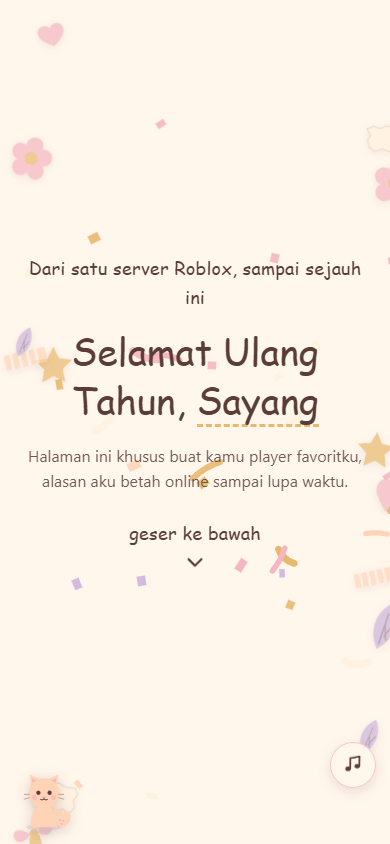 Dari satu server Roblox, sampai sejauh
ini
Selamat Ulang
Tahun, Sayang
Halaman ini khusus buat kamu player favoritku,
alasan aku betah online sampai lupa waktu.
geser ke bawah